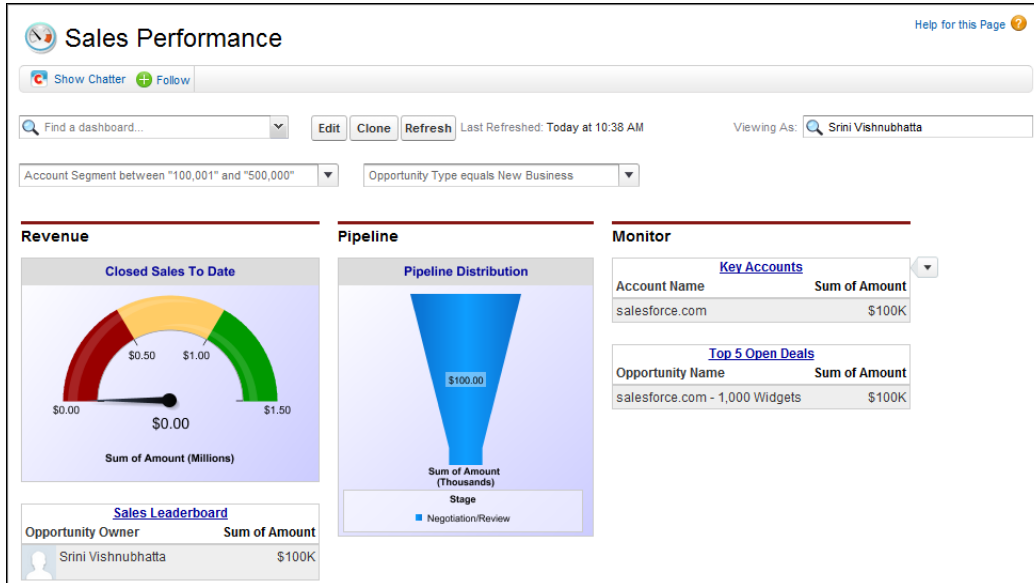 Help for this Page
Sales Performance
Show Chatter Follow
Find a dashboard... Edit Clone Refresh Last Refreshed: Today at 10:38 AM Viewing As: Srini Vishnubhatta
Account Segment between "100,001" and "500,000" Opportunity Type equals New Business
Revenue
Closed Sales To Date
$0.50 $1.00
$0.00 $1.50
$0.00
Sum of Amount (Millions)
Sales Leaderboard
Opportunity Owner Sum of Amount
Srini Vishnubhatta $100K
Pipeline
Pipeline Distribution
$100.00
Sum of Amount
(Thousands)
Stage
Negotiation/Review
Monitor
Key Accounts
Account Name Sum of Amount
salesforce.com $100K
Top 5 Open Deals
Opportunity Name Sum of Amount
salesforce.com - 1,000 Widgets $100K